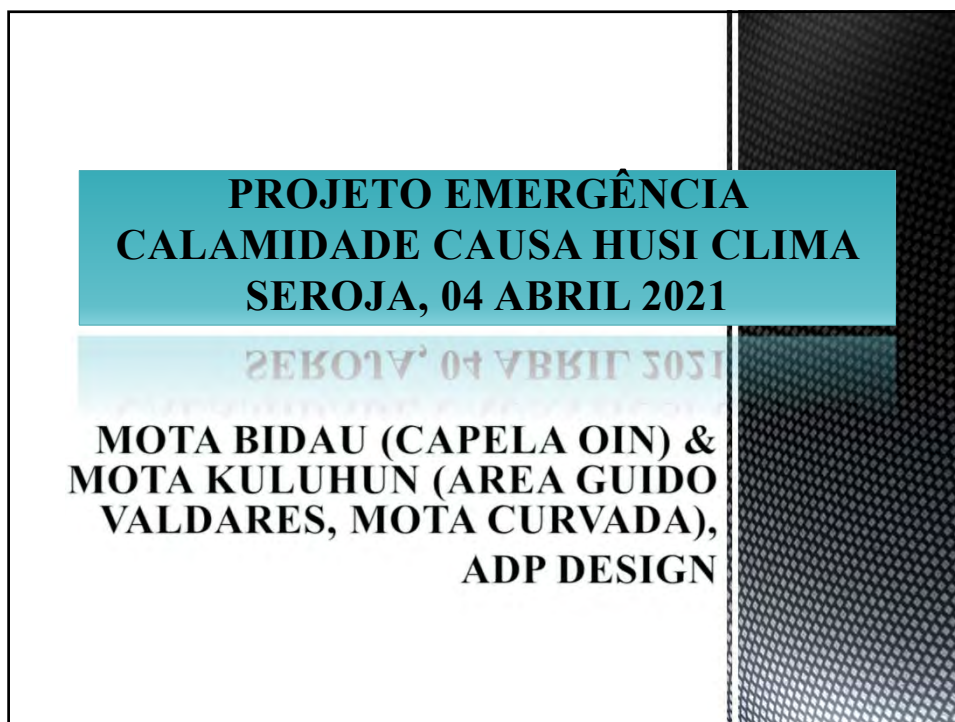 PROJETO EMERGÊNCIA
CALAMIDADE CAUSA HUSI CLIMA
SEROJA, 04 ABRIL 2021
MOTA BIDAU (CAPELA OIN) &
MOTA KULUHUN (AREA GUIDO
VALDARES, MOTA CURVADA),
ADP DESIGN